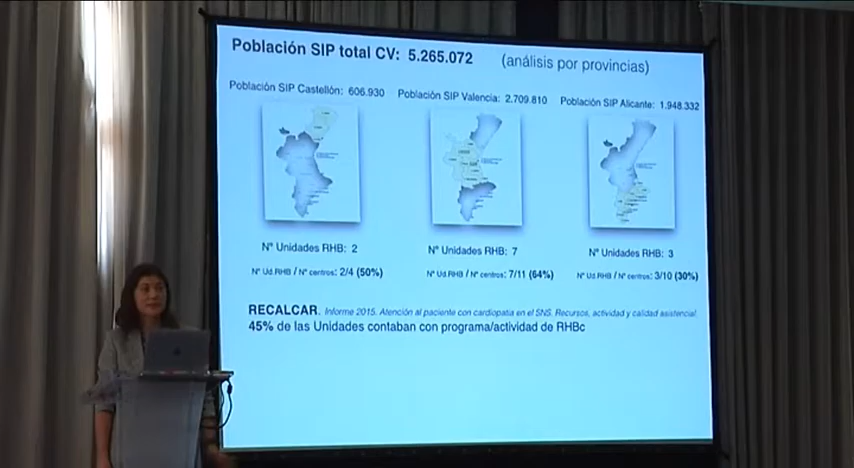 Población SIP total CV: 5.265.072 (análisis por provincias)
Población SIP Castellón: 606.930 Población SIP Valencia: 2.709.810 Población SIP Alicante: 1.948.332
Nº Unidades RHB: 2 Nº Unidades RHB: 7 Nº Unidades RHB: 3
Nº Ud.RHB / Nº centros: 2/4 (50%) Nº Ud.RHB / Nº centros: 7/11 (64%) Nº Ud.RHB / Nº centros: 3/10 (30%)
RECALCAR. Informe 2015. Atención al paciente con cardiopatía en el SNS. Recursos, actividad y calidad asistencial.
45% de las Unidades contaban con programa/actividad de RHBc